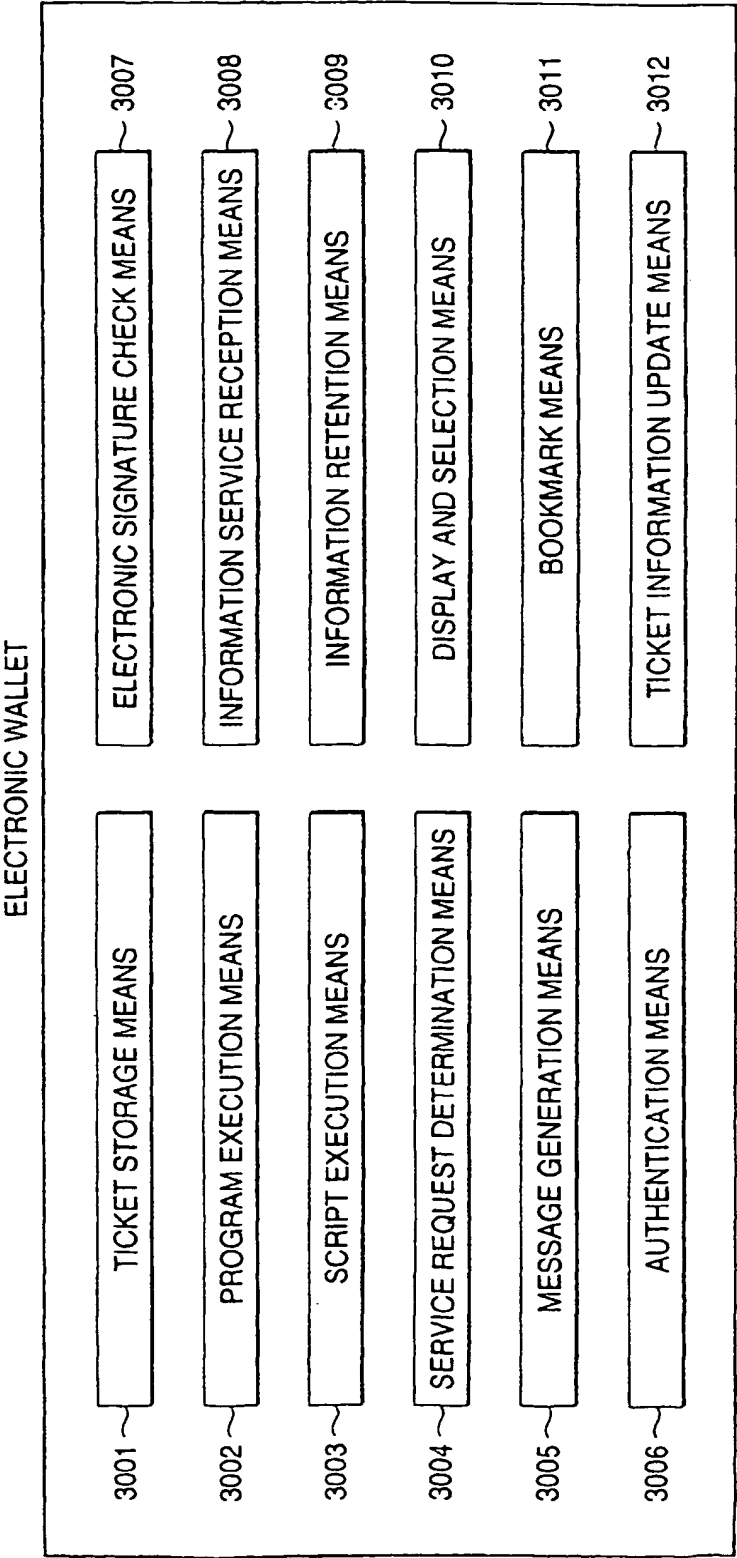 ELECTRONIC WALLET
3001 TICKET STORAGE MEANS
3002 PROGRAM EXECUTION MEANS
3003 SCRIPT EXECUTION MEANS
3004 SERVICE REQUEST DETERMINATION MEANS
3005 MESSAGE GENERATION MEANS
3006 AUTHENTICATION MEANS
ELECTRONIC SIGNATURE CHECK MEANS 3007
INFORMATION SERVICE RECEPTION MEANS 3008
INFORMATION RETENTION MEANS 3009
DISPLAY AND SELECTION MEANS 3010
BOOKMARK MEANS 3011
TICKET INFORMATION UPDATE MEANS 3012